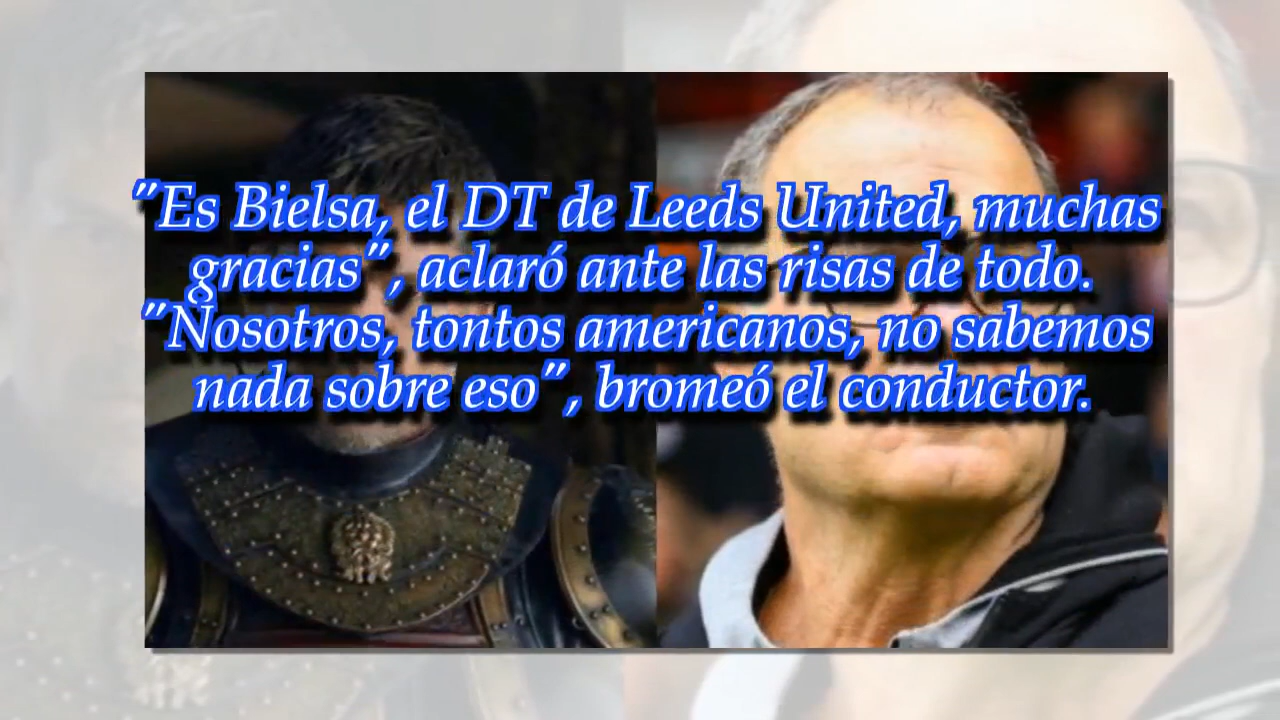 "Es Bielsa, el DT de Leeds United, muchas
gracias", aclaró ante las risas de todo.
"Nosotros, tontos americanos, no sabemos
nada sobre eso", bromeó el conductor.